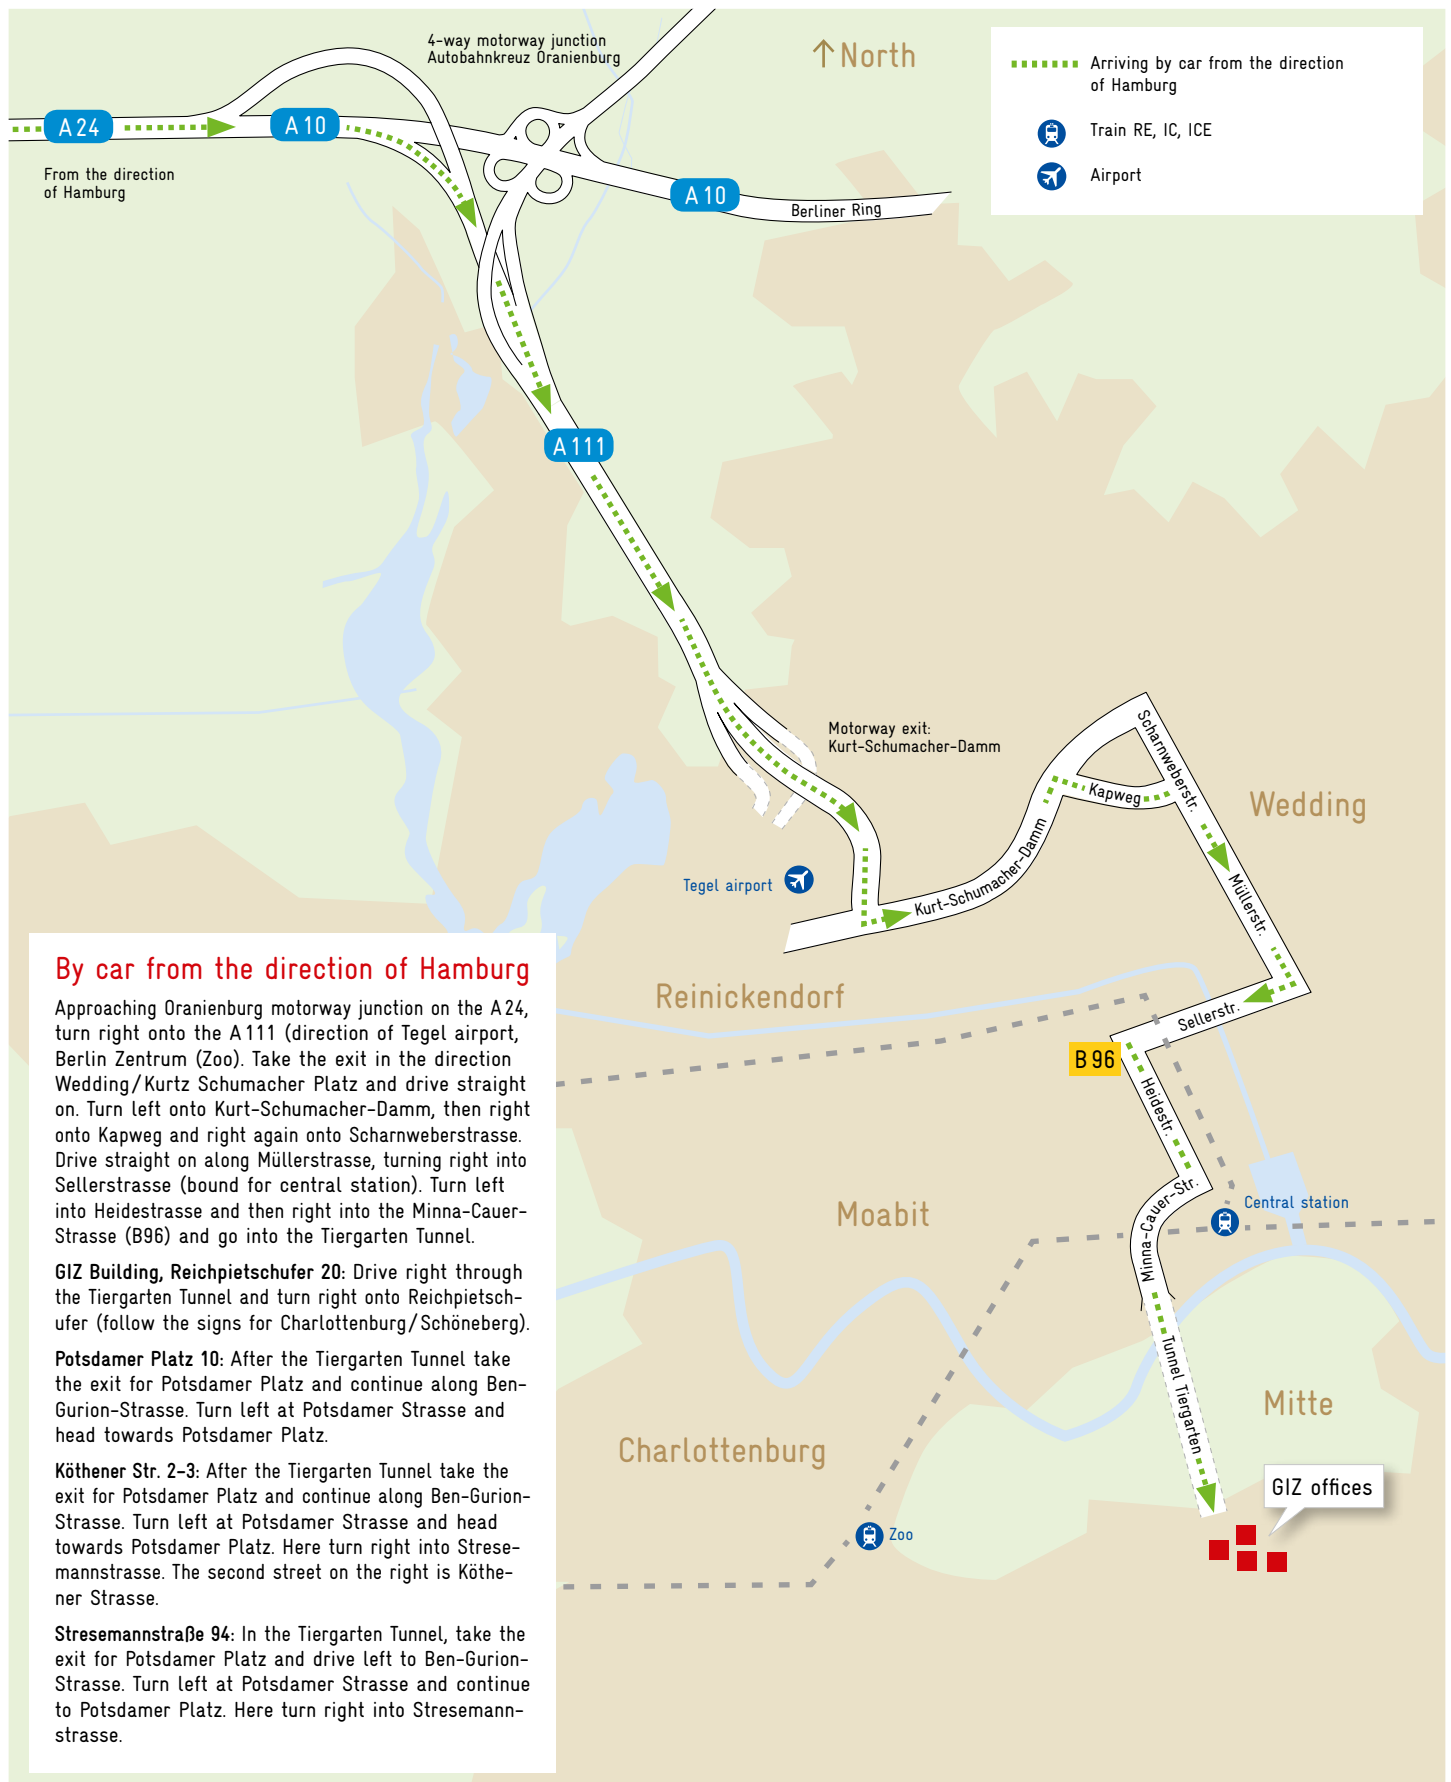 4-way motorway junction
Autobahnkreuz Oranienburg
North
Arriving by car from the direction
of Hamburg
Train RE, IC, ICE
Airport
A 24
A 10
From the direction
of Hamburg
A 10
Berliner Ring
A 111
Motorway exit:
Kurt-Schumacher-Damm
Scharnweberstr.
Kapweg
Wedding
Kurt-Schumacher-Damm
Müllerstr.
Tegel airport
Reinickendorf
Sellerstr.
B 96
Heidestr.
Minna-Cauer-Str.
Central station
Moabit
Tunnel Tiergarten
Mitte
Charlottenburg
GIZ offices
Zoo
By car from the direction of Hamburg
Approaching Oranienburg motorway junction on the A 24,
turn right onto the A 111 (direction of Tegel airport,
Berlin Zentrum (Zoo). Take the exit in the direction
Wedding/Kurtz Schumacher Platz and drive straight
on. Turn left onto Kurt-Schumacher-Damm, then right
onto Kapweg and right again onto Scharnweberstrasse.
Drive straight on along Müllerstrasse, turning right into
Sellerstrasse (bound for central station). Turn left
into Heidestrasse and then right into the Minna-Cauer-
Strasse (B96) and go into the Tiergarten Tunnel.
GIZ Building, Reichpietschufer 20: Drive right through
the Tiergarten Tunnel and turn right onto Reichpietsch-
ufer (follow the signs for Charlottenburg/Schöneberg).
Potsdamer Platz 10: After the Tiergarten Tunnel take
the exit for Potsdamer Platz and continue along Ben-
Gurion-Strasse. Turn left at Potsdamer Strasse and
head towards Potsdamer Platz.
Köthener Str. 2-3: After the Tiergarten Tunnel take the
exit for Potsdamer Platz and continue along Ben-Gurion-
Strasse. Turn left at Potsdamer Strasse and head
towards Potsdamer Platz. Here turn right into Strese-
mannstrasse. The second street on the right is Köthe-
ner Strasse.
Stresemannstraße 94: In the Tiergarten Tunnel, take the
exit for Potsdamer Platz and drive left to Ben-Gurion-
Strasse. Turn left at Potsdamer Strasse and continue
to Potsdamer Platz. Here turn right into Stresemann-
strasse.